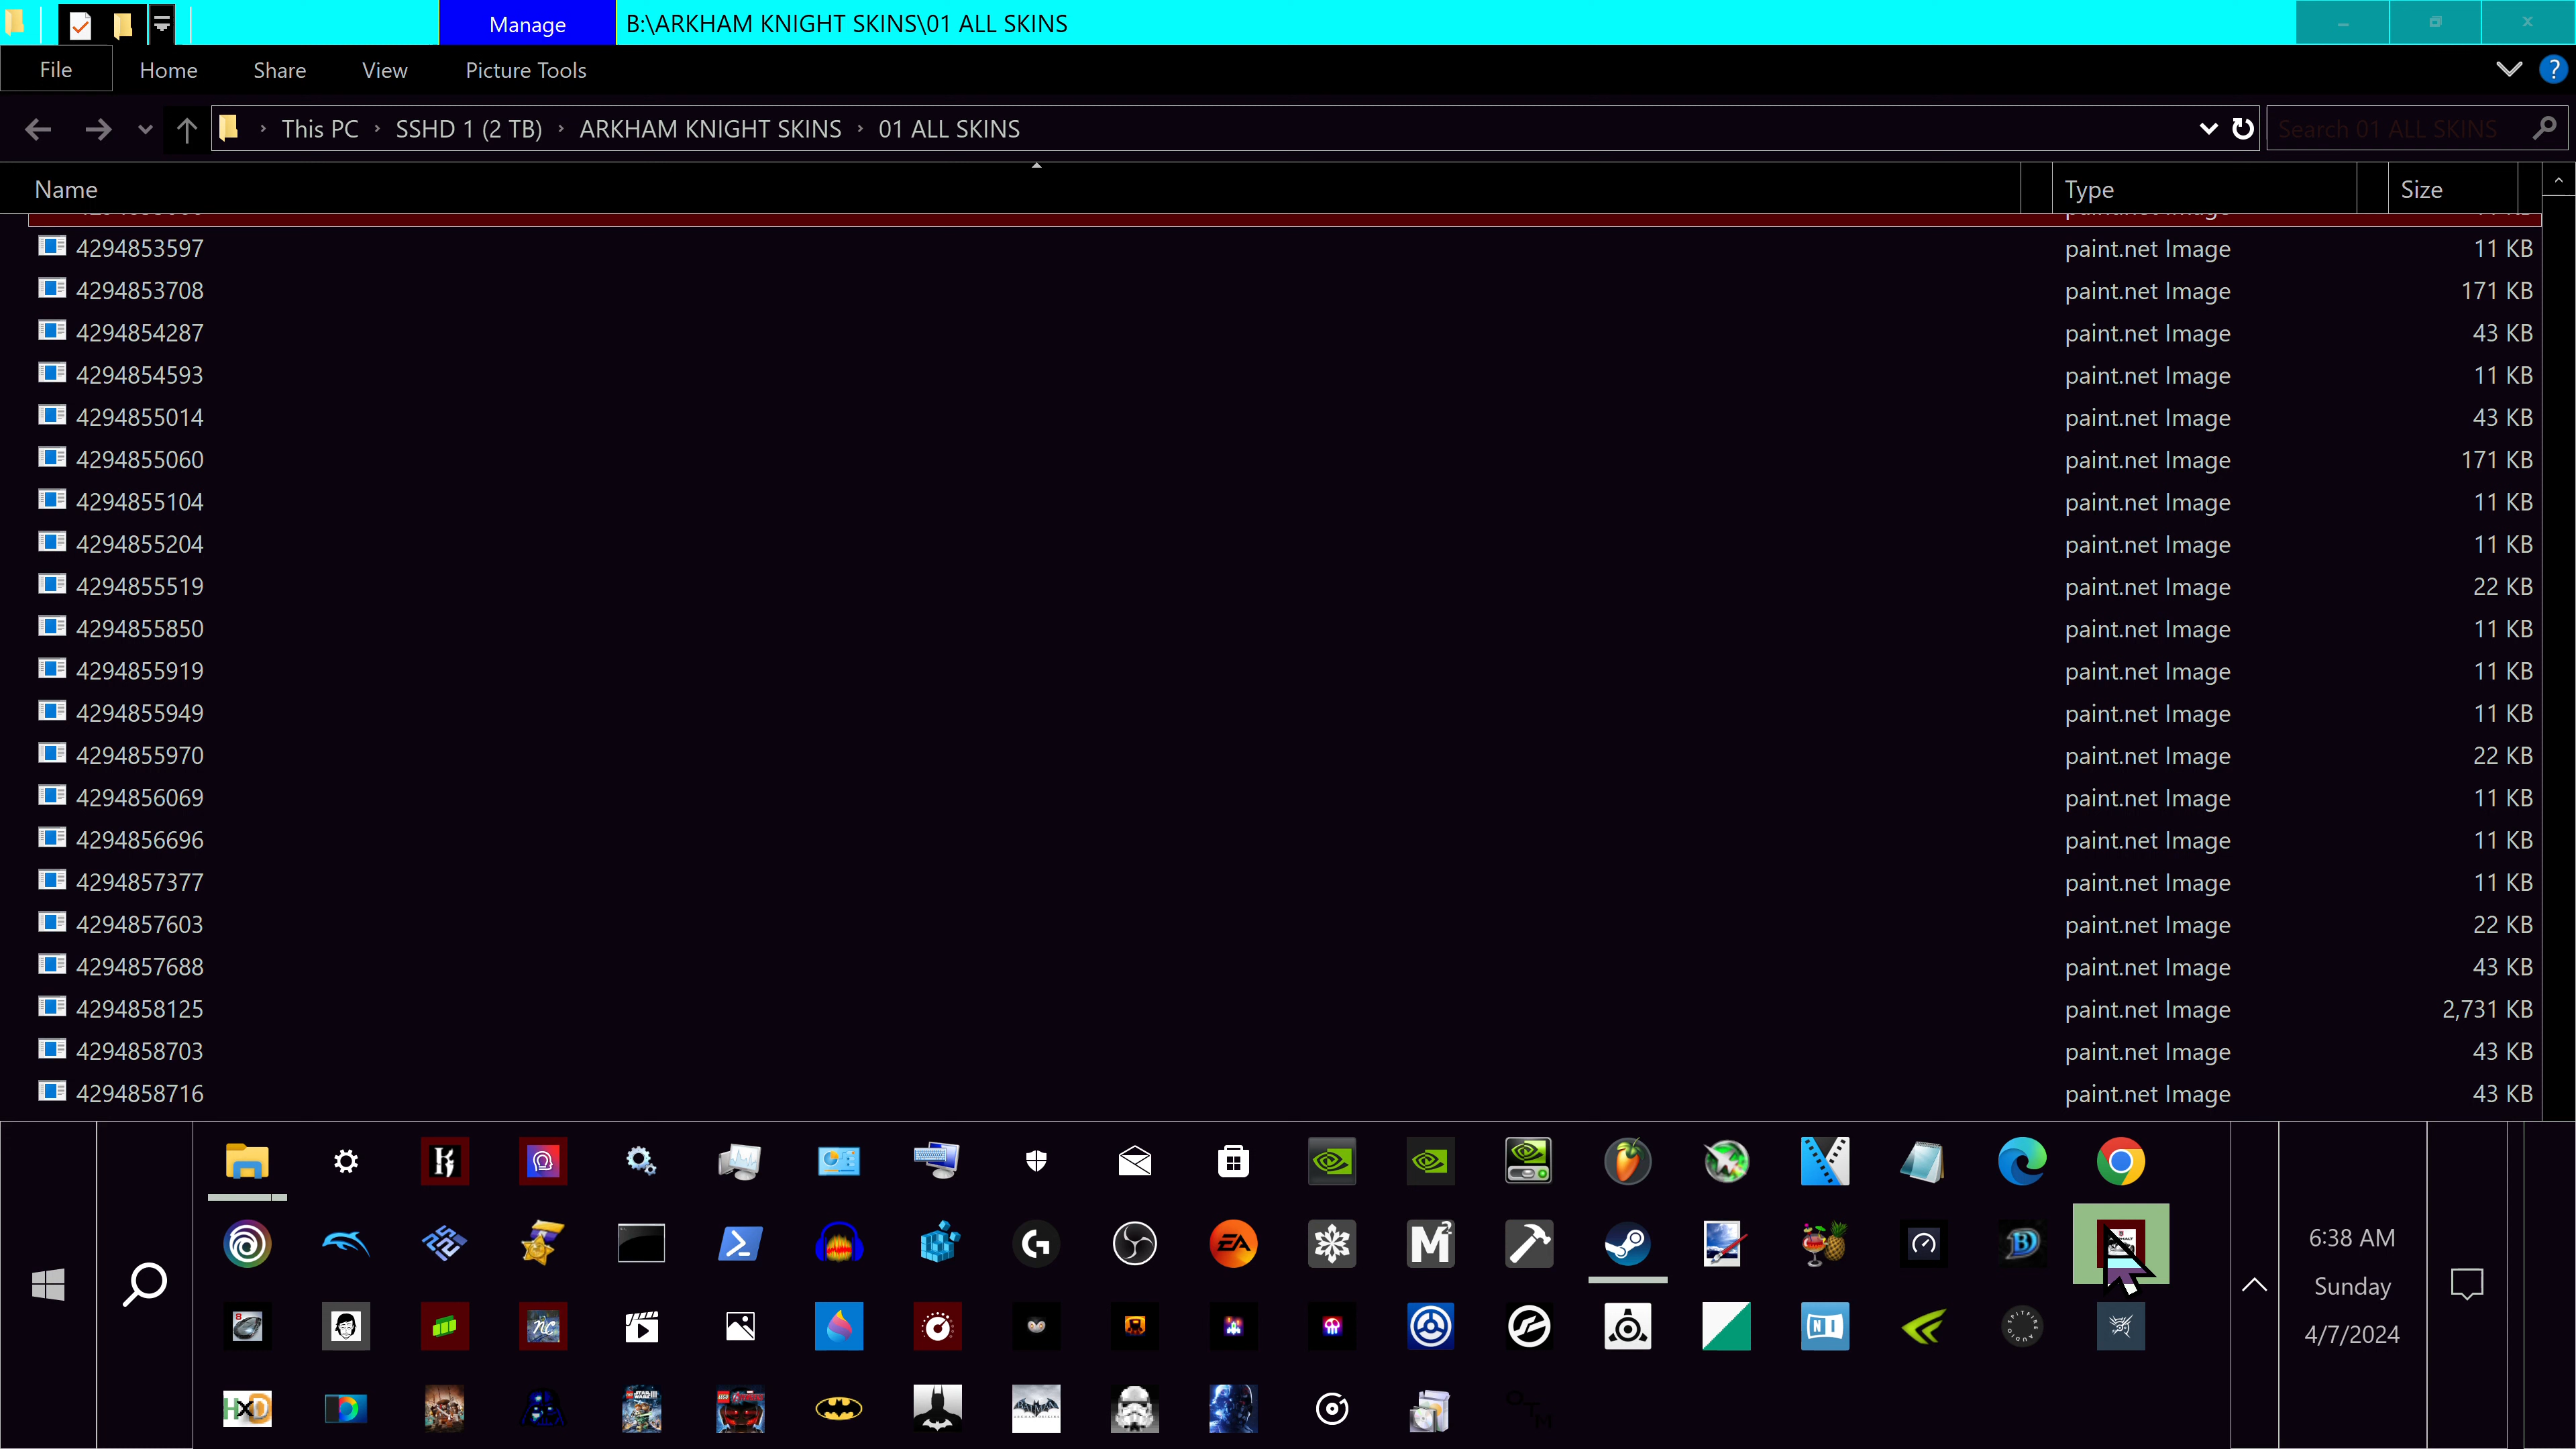 Manage B:\ARKHAM KNIGHT SKINS\01 ALL SKINS
File Home Share View Picture Tools
This PC › SSHD 1 (2 TB) › ARKHAM KNIGHT SKINS › 01 ALL SKINS Search 01 ALL SKINS
Name Type Size
4294853597 paint.net Image 11 KB
4294853708 paint.net Image 171 KB
4294854287 paint.net Image 43 KB
4294854593 paint.net Image 11 KB
4294855014 paint.net Image 43 KB
4294855060 paint.net Image 171 KB
4294855104 paint.net Image 11 KB
4294855204 paint.net Image 11 KB
4294855519 paint.net Image 22 KB
4294855850 paint.net Image 11 KB
4294855919 paint.net Image 11 KB
4294855949 paint.net Image 11 KB
4294855970 paint.net Image 22 KB
4294856069 paint.net Image 11 KB
4294856696 paint.net Image 11 KB
4294857377 paint.net Image 11 KB
4294857603 paint.net Image 22 KB
4294857688 paint.net Image 43 KB
4294858125 paint.net Image 2,731 KB
4294858703 paint.net Image 43 KB
4294858716 paint.net Image 43 KB
6:38 AM
Sunday
4/7/2024